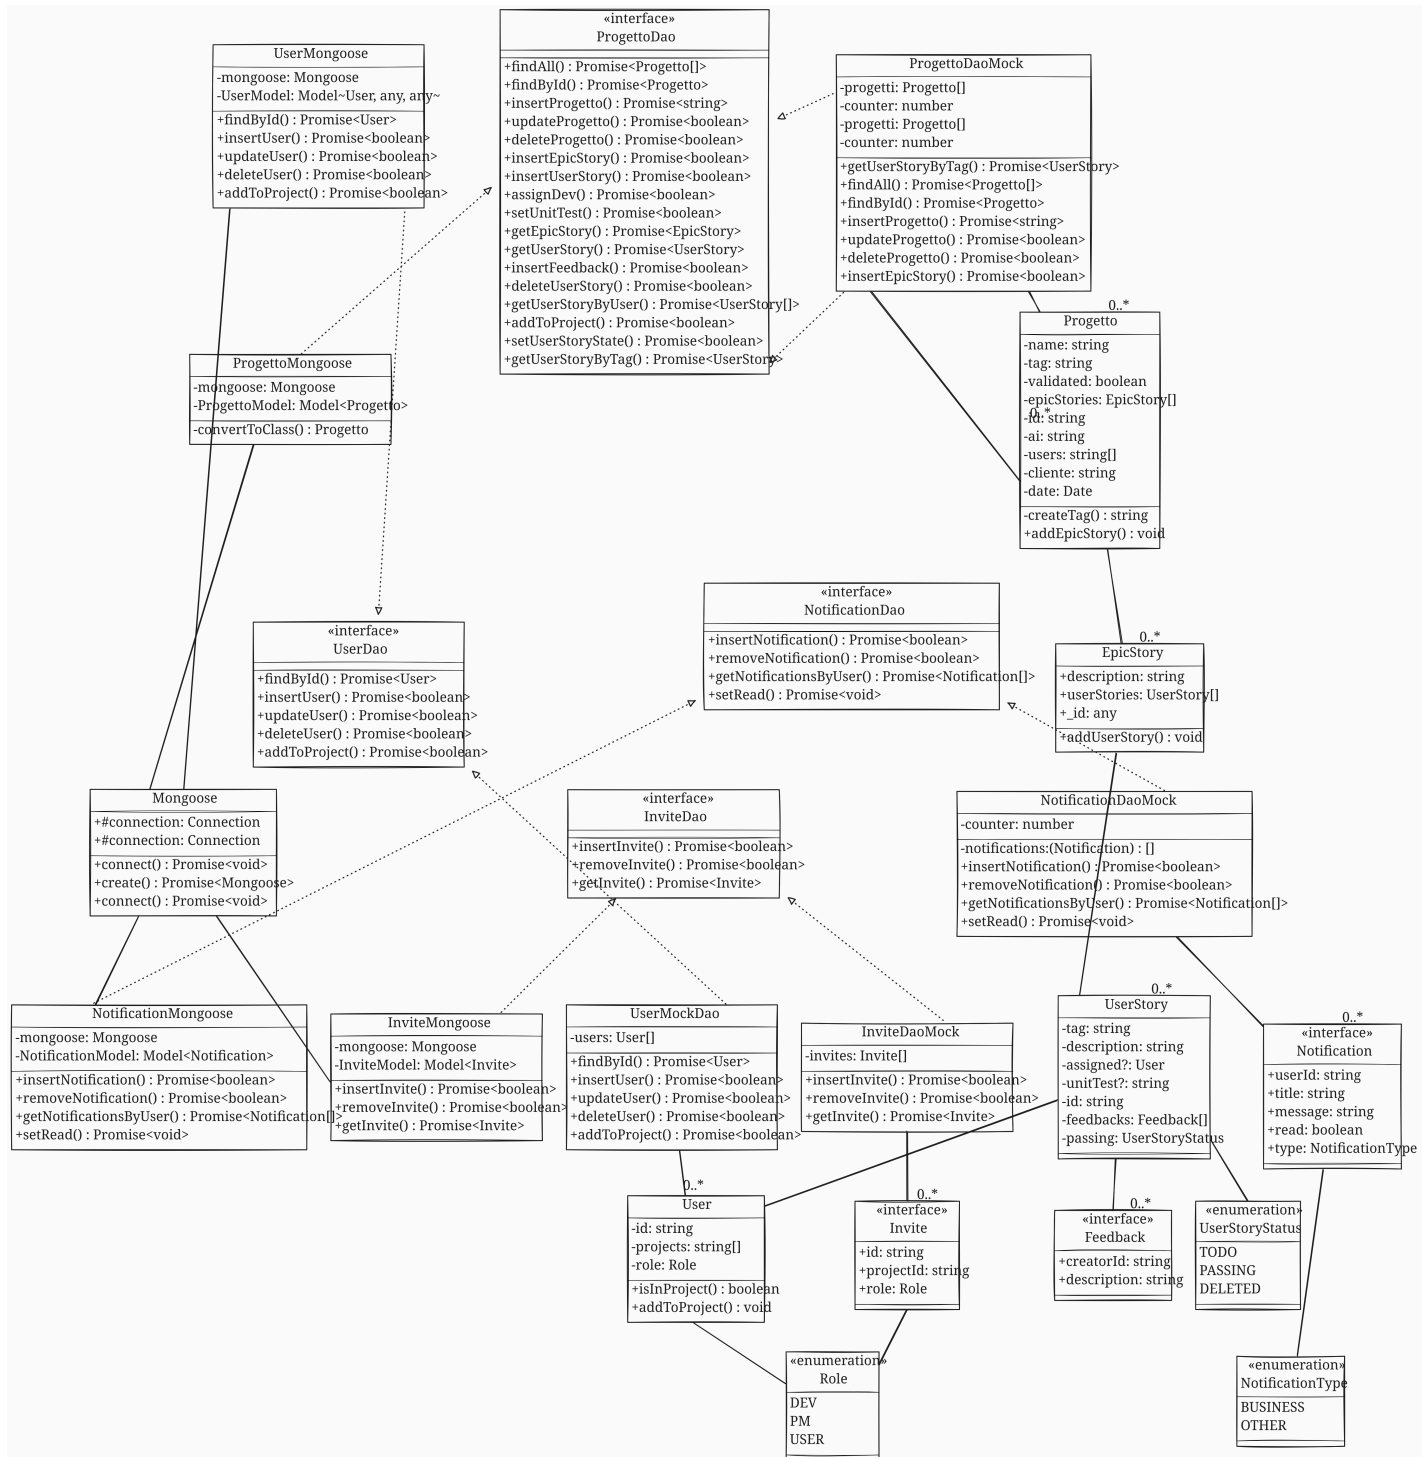 «interface»
ProgettoDao
+findAll() : Promise<Progetto[]>
+findById() : Promise<Progetto>
+insertProgetto() : Promise<string>
+updateProgetto() : Promise<boolean>
+deleteProgetto() : Promise<boolean>
+insertEpicStory() : Promise<boolean>
+insertUserStory() : Promise<boolean>
+assignDev() : Promise<boolean>
+setUnitTest() : Promise<boolean>
+getEpicStory() : Promise<EpicStory>
+getUserStory() : Promise<UserStory>
+insertFeedback() : Promise<boolean>
+deleteUserStory() : Promise<boolean>
+getUserStoryByUser() : Promise<UserStory[]>
+addToProject() : Promise<boolean>
+setUserStoryState() : Promise<boolean>
+getUserStoryByTag() : Promise<UserStory>
UserMongoose
-mongoose: Mongoose
-UserModel: Model~User, any, any~
+findById() : Promise<User>
+insertUser() : Promise<boolean>
+updateUser() : Promise<boolean>
+deleteUser() : Promise<boolean>
+addToProject() : Promise<boolean>
ProgettoDaoMock
-progetti: Progetto[]
-counter: number
-progetti: Progetto[]
-counter: number
+getUserStoryByTag() : Promise<UserStory>
+findAll() : Promise<Progetto[]>
+findById() : Promise<Progetto>
+insertProgetto() : Promise<string>
+updateProgetto() : Promise<boolean>
+deleteProgetto() : Promise<boolean>
+insertEpicStory() : Promise<boolean>
0..*
Progetto
-name: string
-tag: string
-validated: boolean
-epicStories: EpicStory[]
0..*
-id: string
-ai: string
-users: string[]
-cliente: string
-date: Date
-createTag() : string
+addEpicStory() : void
ProgettoMongoose
-mongoose: Mongoose
-ProgettoModel: Model<Progetto>
-convertToClass() : Progetto
«interface»
NotificationDao
+insertNotification() : Promise<boolean>
+removeNotification() : Promise<boolean>
+getNotificationsByUser() : Promise<Notification[]>
+setRead() : Promise<void>
«interface»
UserDao
+findById() : Promise<User>
+insertUser() : Promise<boolean>
+updateUser() : Promise<boolean>
+deleteUser() : Promise<boolean>
+addToProject() : Promise<boolean>
0..*
EpicStory
+description: string
+userStories: UserStory[]
+_id: any
+addUserStory() : void
Mongoose
+#connection: Connection
+#connection: Connection
+connect() : Promise<void>
+create() : Promise<Mongoose>
+connect() : Promise<void>
«interface»
InviteDao
+insertInvite() : Promise<boolean>
+removeInvite() : Promise<boolean>
+getInvite() : Promise<Invite>
NotificationDaoMock
-counter: number
-notifications:(Notification) : []
+insertNotification() : Promise<boolean>
+removeNotification() : Promise<boolean>
+getNotificationsByUser() : Promise<Notification[]>
+setRead() : Promise<void>
NotificationMongoose
-mongoose: Mongoose
-NotificationModel: Model<Notification>
+insertNotification() : Promise<boolean>
+removeNotification() : Promise<boolean>
+getNotificationsByUser() : Promise<Notification[]>
+setRead() : Promise<void>
InviteMongoose
-mongoose: Mongoose
-InviteModel: Model<Invite>
+insertInvite() : Promise<boolean>
+removeInvite() : Promise<boolean>
+getInvite() : Promise<Invite>
UserMockDao
-users: User[]
+findById() : Promise<User>
+insertUser() : Promise<boolean>
+updateUser() : Promise<boolean>
+deleteUser() : Promise<boolean>
+addToProject() : Promise<boolean>
InviteDaoMock
-invites: Invite[]
+insertInvite() : Promise<boolean>
+removeInvite() : Promise<boolean>
+getInvite() : Promise<Invite>
0..*
UserStory
-tag: string
-description: string
-assigned?: User
-unitTest?: string
-id: string
-feedbacks: Feedback[]
-passing: UserStoryStatus
0..*
«interface»
Notification
+userId: string
+title: string
+message: string
+read: boolean
+type: NotificationType
0..*
User
-id: string
-projects: string[]
-role: Role
+isInProject() : boolean
+addToProject() : void
0..*
«interface»
Invite
+id: string
+projectId: string
+role: Role
0..*
«interface»
Feedback
+creatorId: string
+description: string
«enumeration»
UserStoryStatus
TODO
PASSING
DELETED
«enumeration»
Role
DEV
PM
USER
«enumeration»
NotificationType
BUSINESS
OTHER